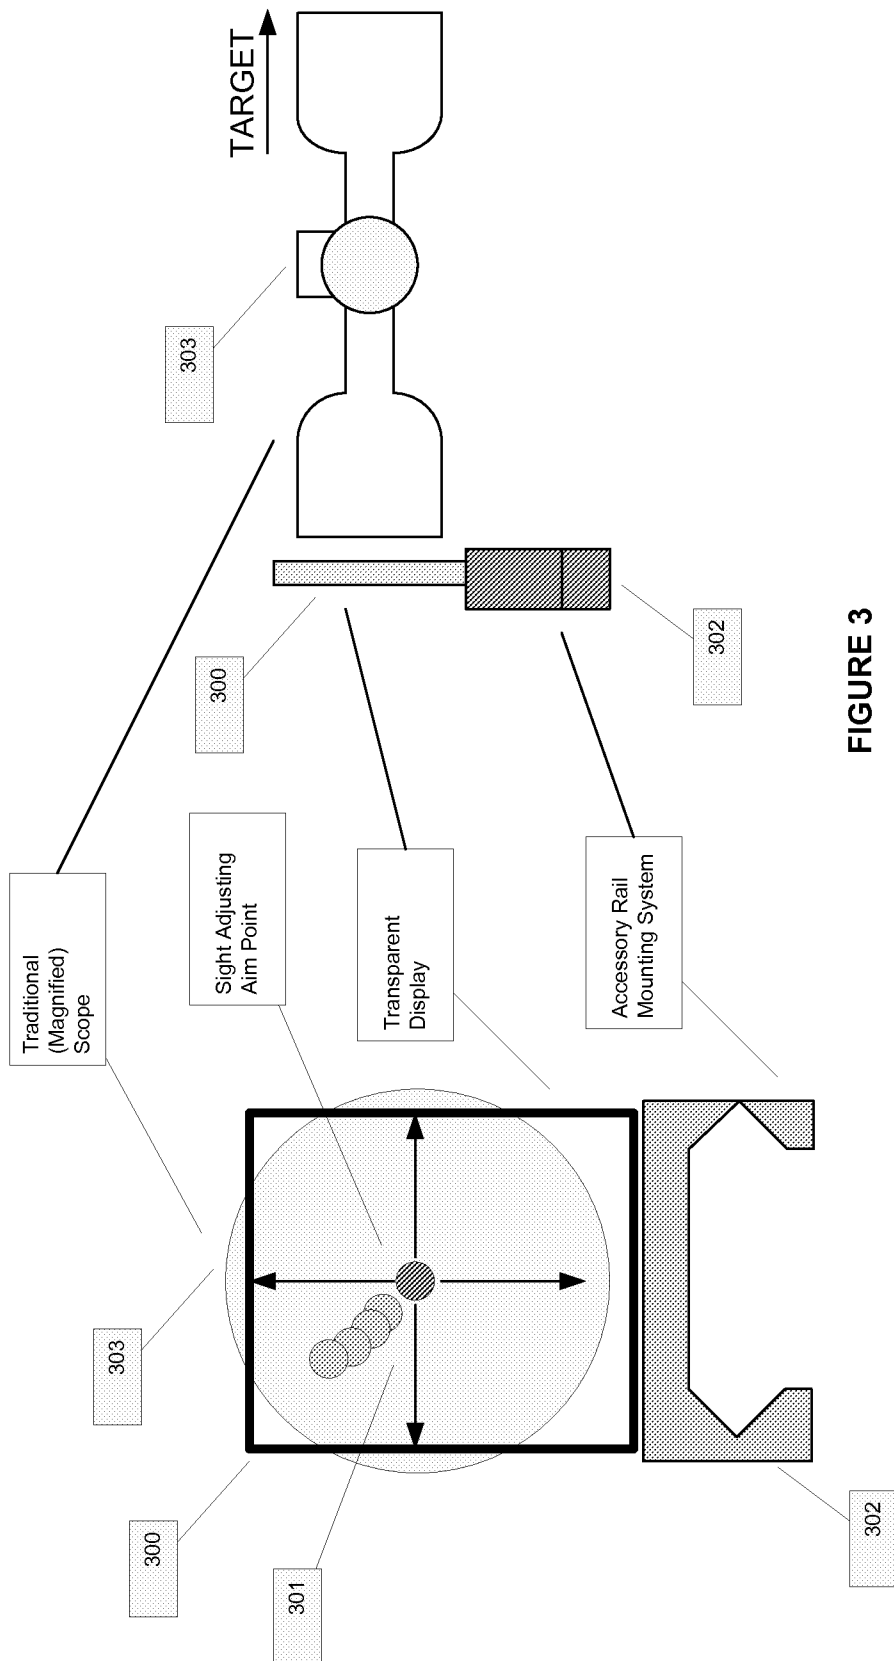 Traditional
(Magnified)
Scope
Sight Adjusting
Aim Point
Transparent
Display
Accessory Rail
Mounting System
303
300
301
302
TARGET
303
300
302
FIGURE 3